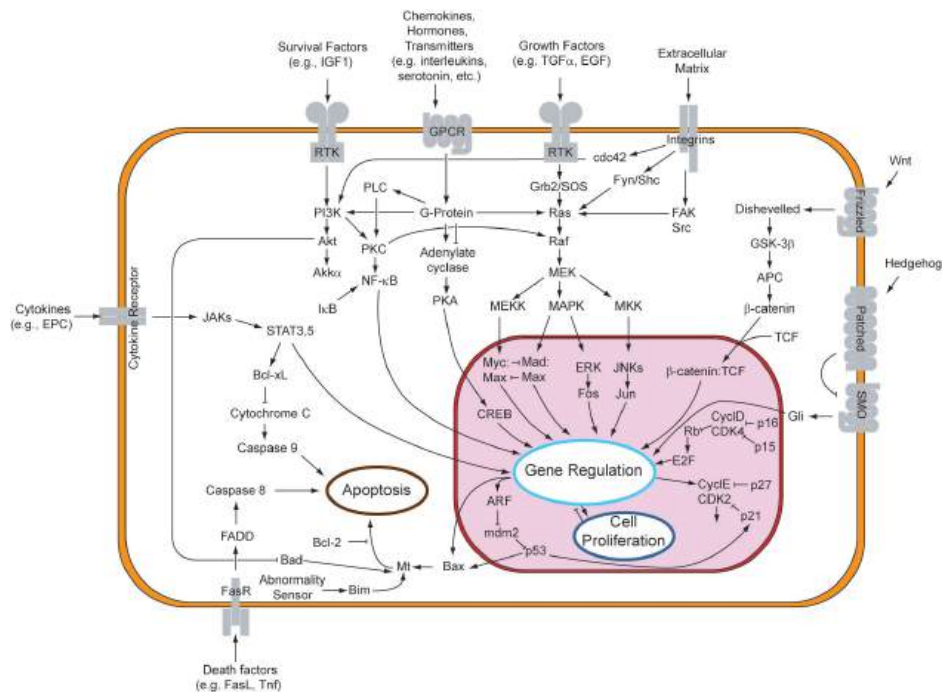 Survival Factors
(e.g., IGF1)
Chemokines,
Hormones,
Transmitters
(e.g. interleukins,
serotonin, etc.)
Growth Factors
(e.g. TGFα, EGF)
Extracellular
Matrix
RTK
GPCR
RTK
Integrins
cdc42
Grb2/SOS
Fyn/Shc
PLC
PI3K
G-Protein
Ras
FAK
Src
Akt
PKC
Adenylate
cyclase
Raf
Akkα
NF-κB
MEK
IκB
PKA
MEKK
MAPK
MKK
Wnt
Frizzled
Dishevelled
GSK-3β
APC
β-catenin
TCF
Hedgehog
Patched
SMO
Gli
Cytokines
(e.g., EPC)
Cytokine Receptor
JAKs
STAT3,5
Bcl-xL
Cytochrome C
Caspase 9
Caspase 8
Apoptosis
FADD
Bcl-2
Bad
Mt
Bax
Abnormality
Sensor
Bim
FasR
Death factors
(e.g. FasL, Tnf)
Myc: Mad:
Max Max
ERK
Fos
JNKs
Jun
β-catenin:TCF
CREB
CyclD
CDK4
p16
p15
Rb
E2F
Gene Regulation
CyclE
CDK2
p27
p21
ARF
mdm2
p53
Cell
Proliferation